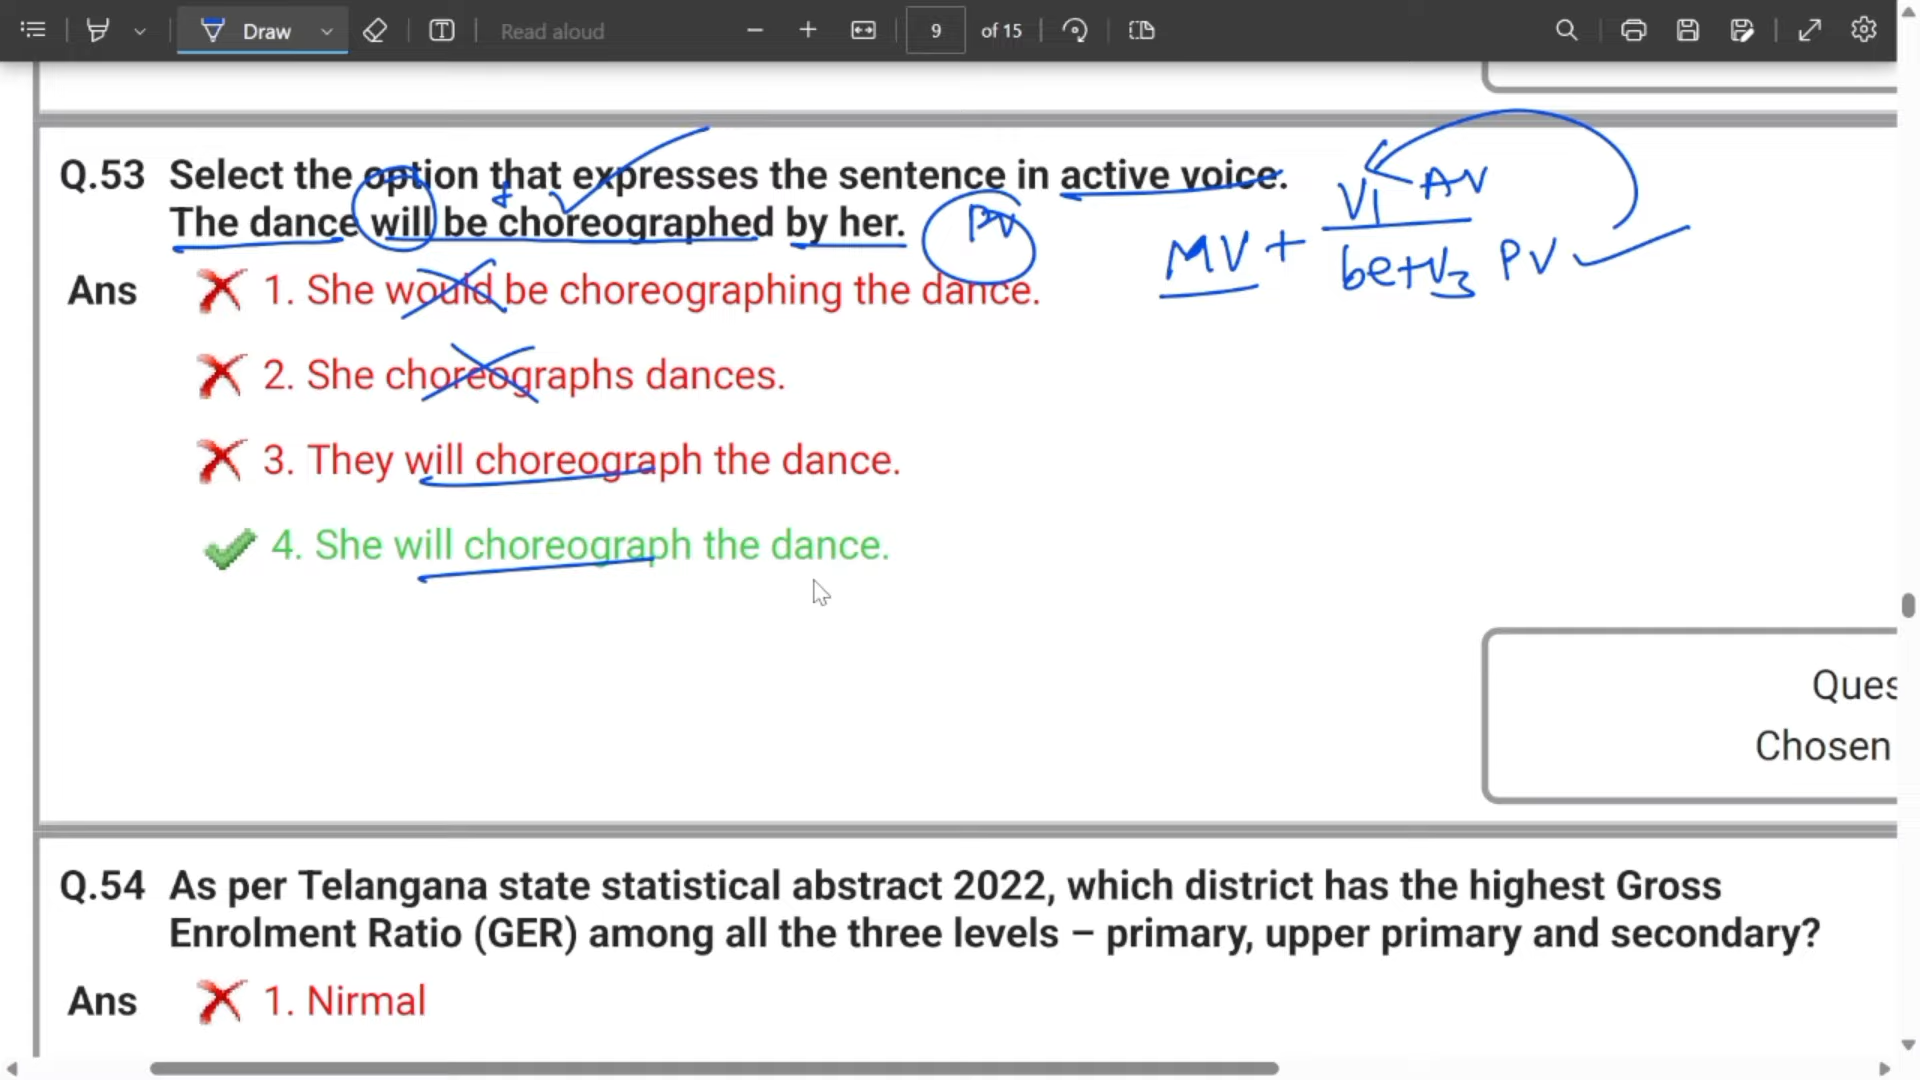 Draw
Read aloud
9
of 15
Q.53 Select the option that expresses the sentence in active voice.
The dance will be choreographed by her.
PV
V1 AV
MV + be+V3 PV
Ans 1. She would be choreographing the dance.
2. She choreographs dances.
3. They will choreograph the dance.
4. She will choreograph the dance.
Ques
Chosen
Q.54 As per Telangana state statistical abstract 2022, which district has the highest Gross
Enrolment Ratio (GER) among all the three levels – primary, upper primary and secondary?
Ans 1. Nirmal